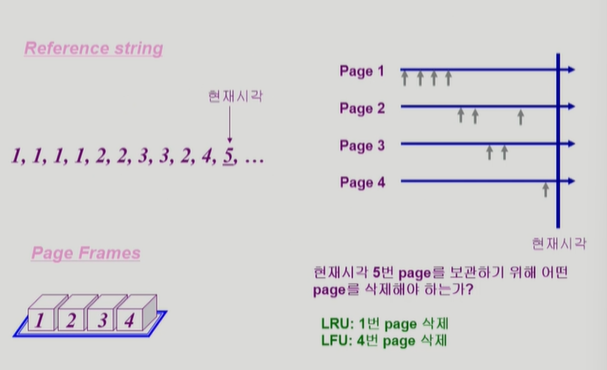 Reference string
현재시각
1, 1, 1, 1, 2, 2, 3, 3, 2, 4, 5, ...
Page Frames
1 2 3 4
Page 1
Page 2
Page 3
Page 4
현재시각
현재시각 5번 page를 보관하기 위해 어떤
page를 삭제해야 하는가?
LRU: 1번 page 삭제
LFU: 4번 page 삭제